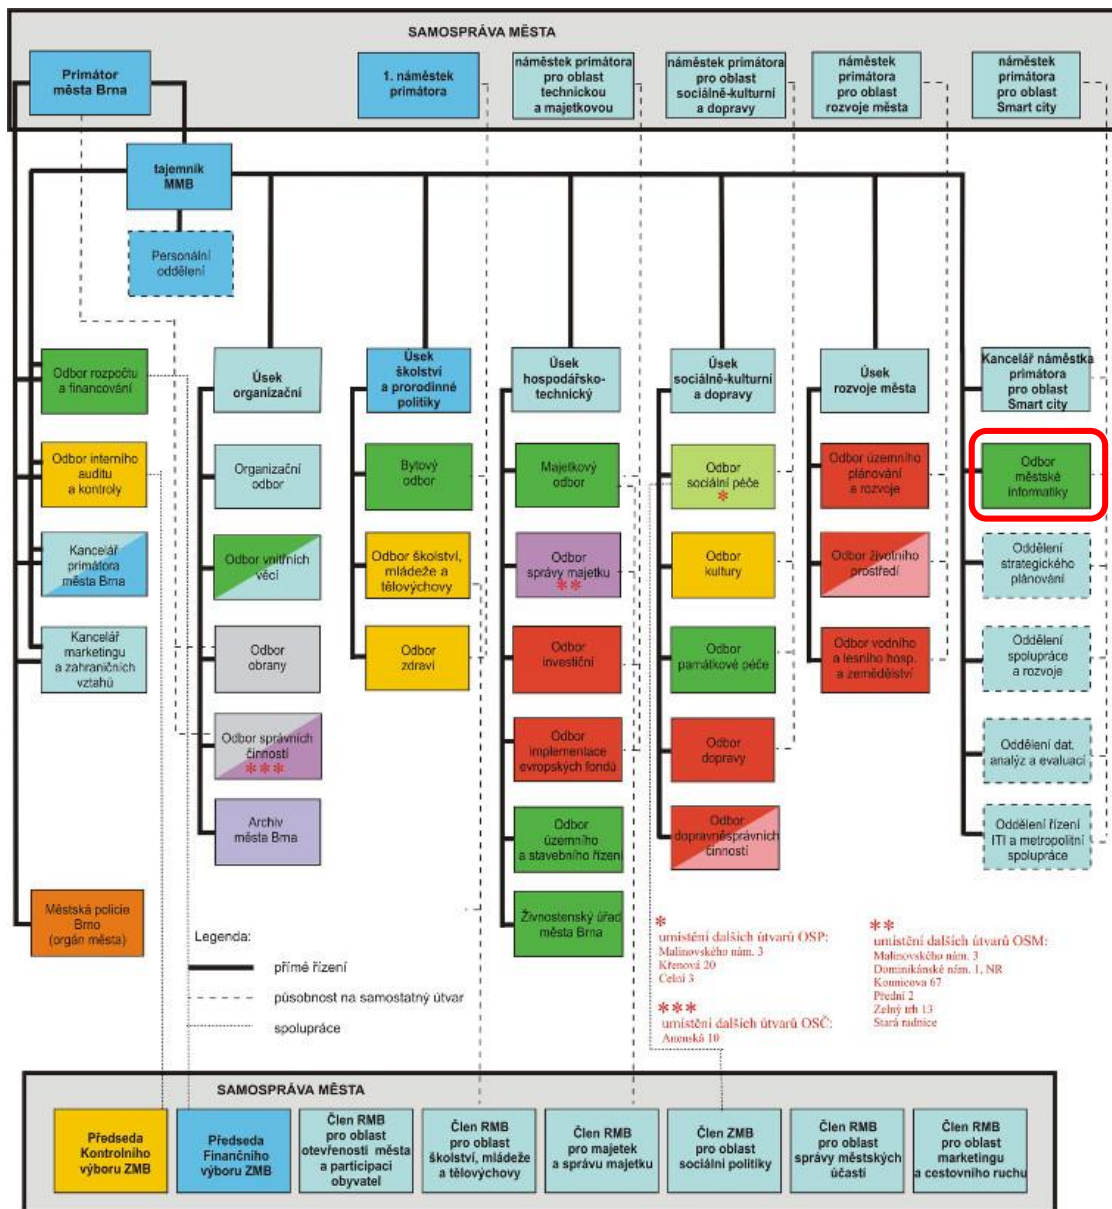 SAMOSPRÁVA MĚSTA
Primátor
města Brna
1. náměstek
primátora
náměstek primátora
pro oblast
technickou
a majetkovou
náměstek primátora
pro oblast
sociálně-kulturní
a dopravy
náměstek
primátora
pro oblast
rozvoje města
náměstek
primátora
pro oblast
Smart city
tajemník
MMB
Personální
oddělení
Odbor rozpočtu
a financování
Úsek
organizační
Úsek
školství
a prorodinné
politiky
Úsek
hospodářsko-
technický
Úsek
sociálně-kulturní
a dopravy
Úsek
rozvoje města
Kancelář náměstka
primátora
pro oblast
Smart city
Odbor interního
auditu
a kontroly
Organizační
odbor
Bytový
odbor
Majetkový
odbor
Odbor
sociální péče
*
Odbor územního
plánování
a rozvoje
Odbor
městské
informatiky
Kancelář
primátora
města Brna
Odbor vnitřních
věcí
Odbor školství,
mládeže a
tělovýchovy
Odbor
správy majetku
**
Odbor
kultury
Odbor životního
prostředí
Oddělení
strategického
plánování
Kancelář
marketingu
a zahraničních
vztahů
Odbor
obrany
Odbor
zdraví
Odbor
investiční
Odbor
památkové péče
Odbor vodního
a lesního hosp.
a zemědělství
Oddělení
spolupráce
a rozvoje
Odbor správních
činností
***
Odbor
implementace
evropských fondů
Odbor
dopravy
Oddělení dat.
analýz a evaluací
Archiv
města Brna
Odbor
územního
a stavebního řízení
Odbor
dopravněsprávních
činností
Oddělení řízení
ITI a metropolitní
spolupráce
Městská policie
Brno
(orgán města)
Živnostenský úřad
města Brna
Legenda:
přímé řízení
působnost na samostatný útvar
spolupráce
*
umístění dalších útvarů OSP:
Malinovského nám. 3
Křenová 20
Celní 3
***
umístění dalších útvarů OSČ:
Anenská 10
**
umístění dalších útvarů OSM:
Malinovského nám. 3
Dominikánské nám. 1, NR
Kounicova 67
Přední 2
Zelný trh 13
Stará radnice
SAMOSPRÁVA MĚSTA
Předseda
Kontrolního
výboru ZMB
Předseda
Finančního
výboru ZMB
Člen RMB
pro oblast
otevřenosti města
a participaci
obyvatel
Člen RMB
pro oblast
školství, mládeže
a tělovýchovy
Člen RMB
pro majetek
a správu majetku
Člen ZMB
pro oblast
sociální politiky
Člen RMB
pro oblast
správy městských
účastí
Člen RMB
pro oblast
marketingu
a cestovního ruchu